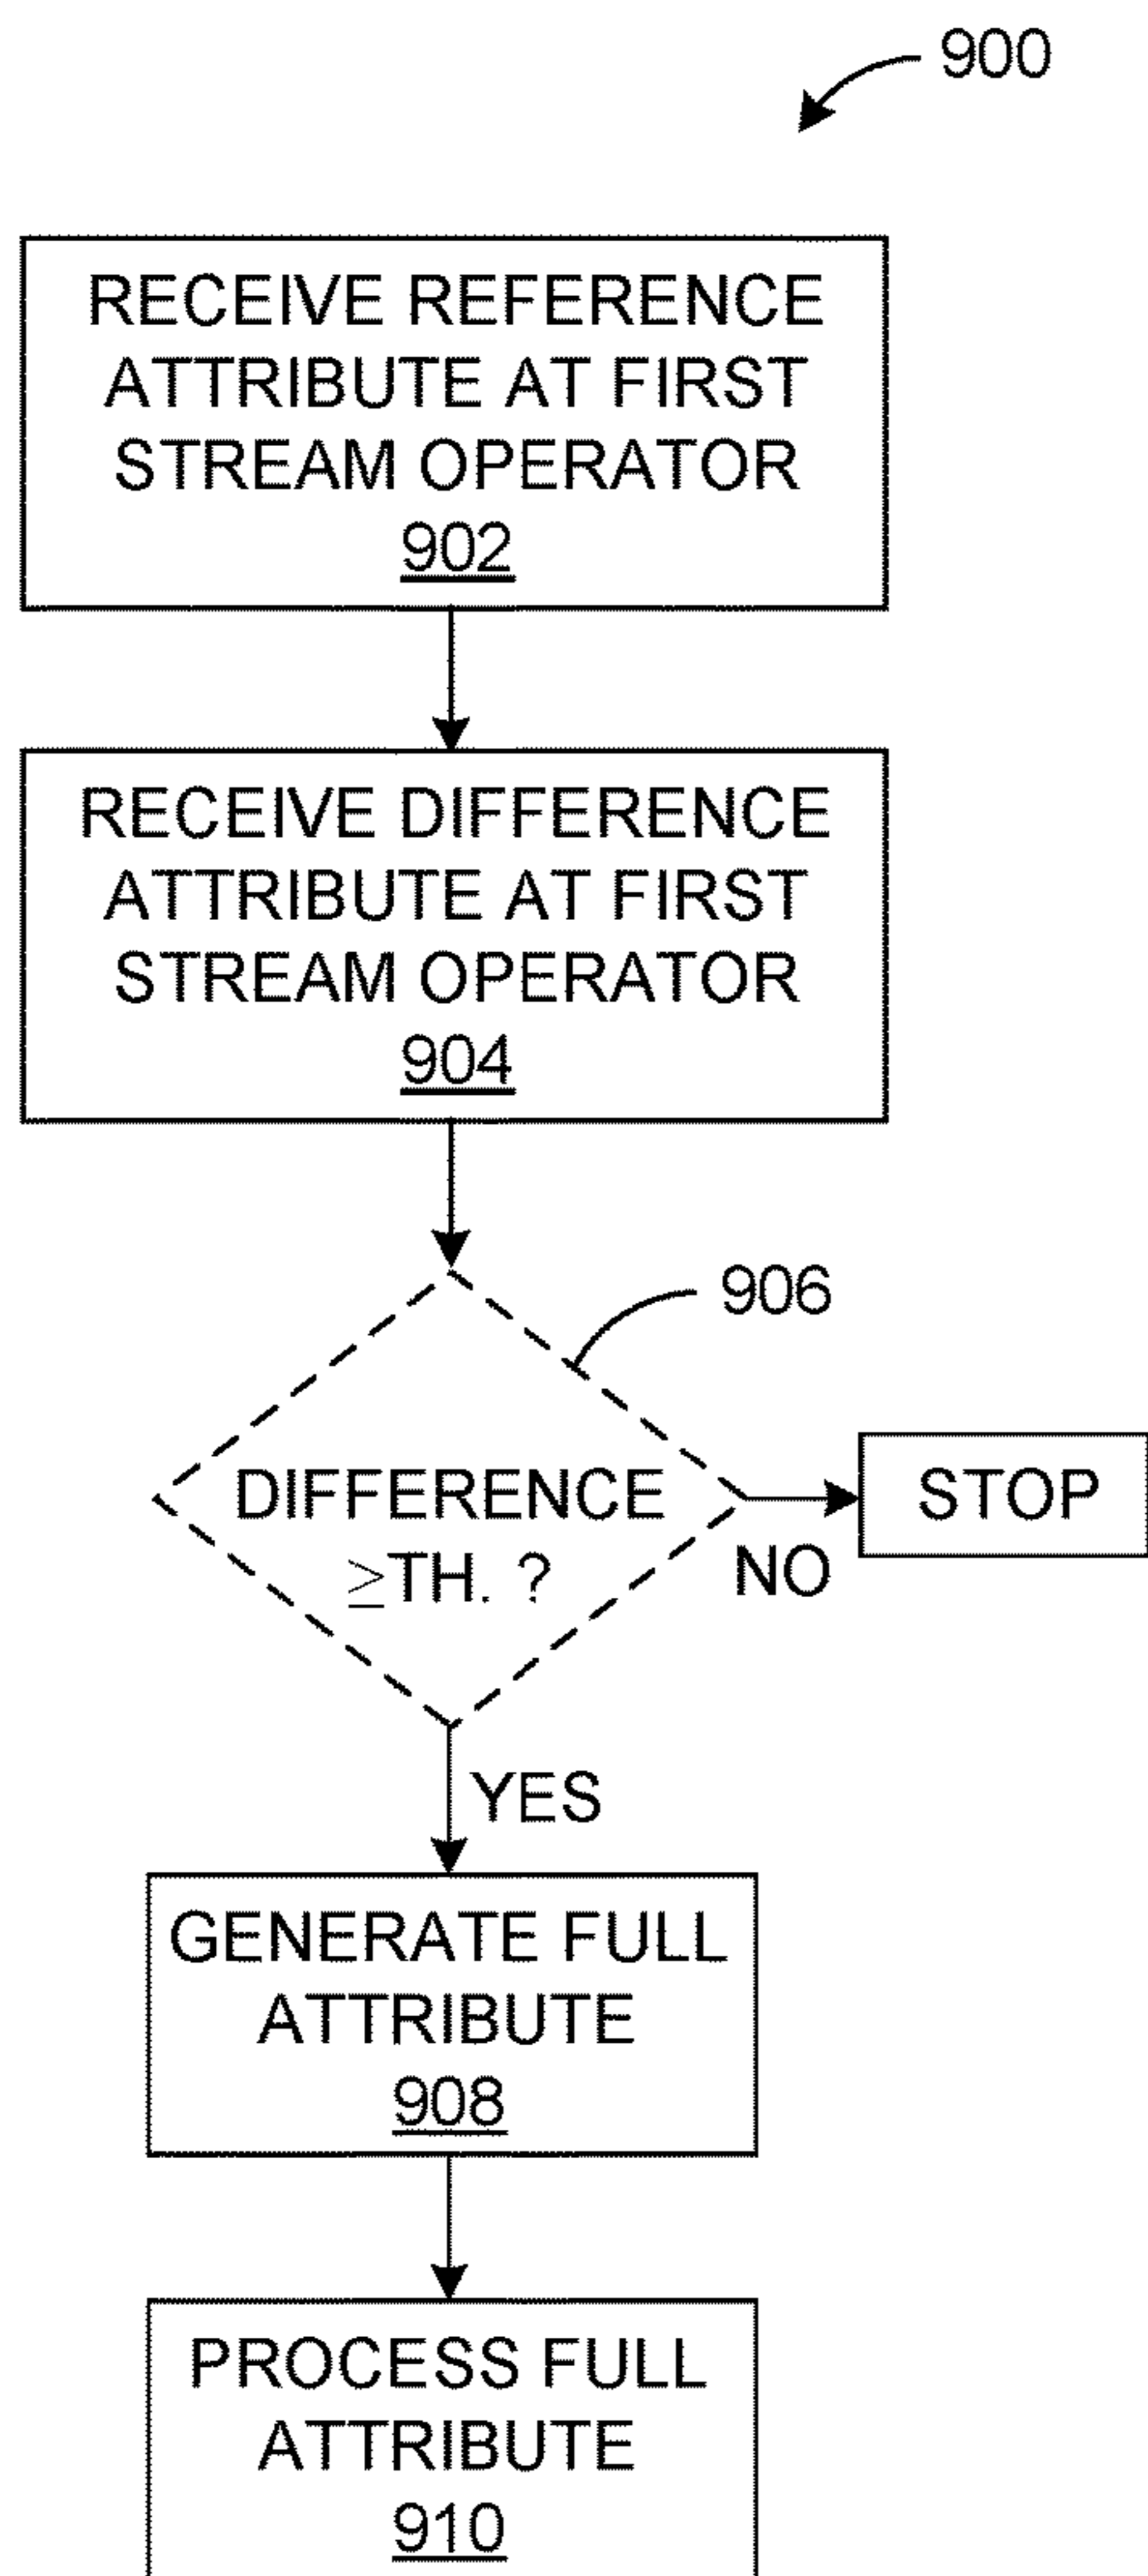 900
RECEIVE REFERENCE
ATTRIBUTE AT FIRST
STREAM OPERATOR
902
RECEIVE DIFFERENCE
ATTRIBUTE AT FIRST
STREAM OPERATOR
904
906
DIFFERENCE
≥TH. ?
STOP
NO
YES
GENERATE FULL
ATTRIBUTE
908
PROCESS FULL
ATTRIBUTE
910